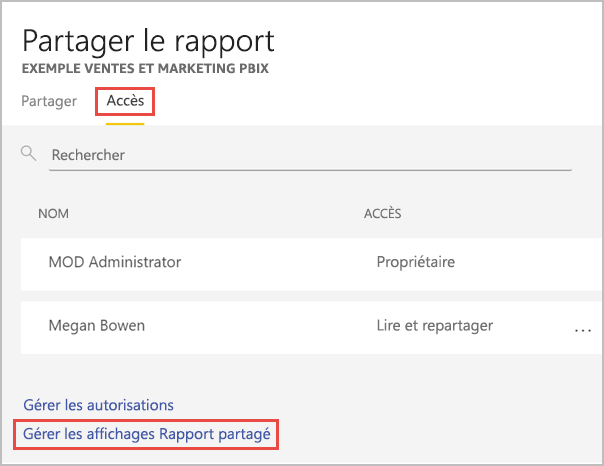 Partager le rapport
EXEMPLE VENTES ET MARKETING PBIX
Partager Accès
Rechercher
NOM ACCÈS
MOD Administrator Propriétaire
Megan Bowen Lire et repartager ...
Gérer les autorisations
Gérer les affichages Rapport partagé